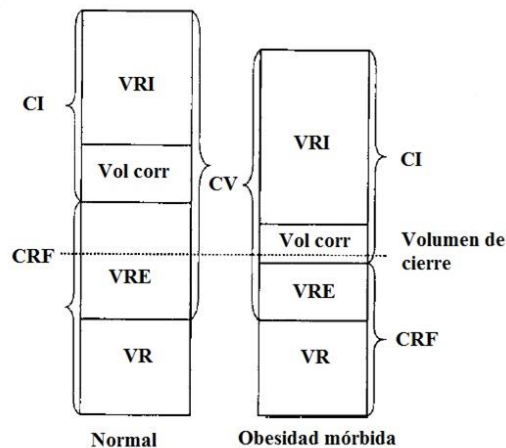 VRI
VRI
CI
CI
Vol corr
CV
Vol corr
Volumen de
cierre
CRF
VRE
VRE
VR
VR
CRF
Normal
Obesidad mórbida